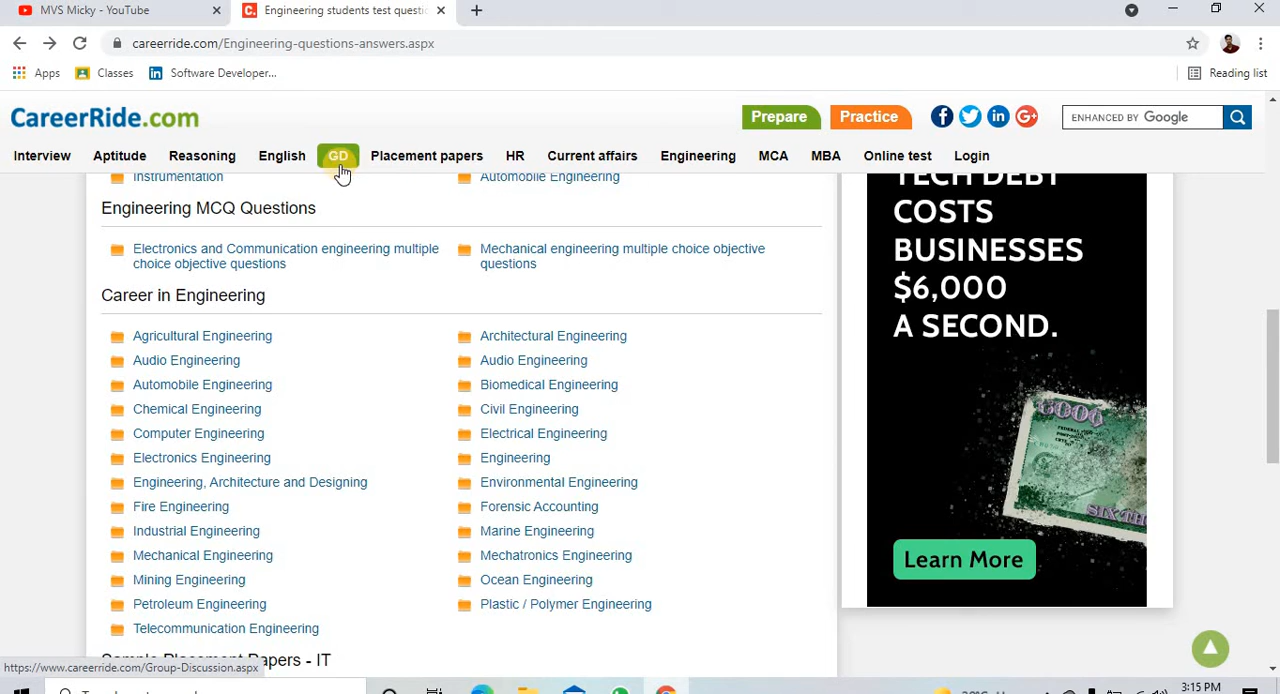 MVS Micky - YouTube
Engineering students test questio
careerride.com/Engineering-questions-answers.aspx
Apps
Classes
Software Developer...
Reading list
CareerRide.com
Prepare
Practice
ENHANCED BY Google
Interview
Aptitude
Reasoning
English
GD
Placement papers
HR
Current affairs
Engineering
MCA
MBA
Online test
Login
Instrumentation
Automobile Engineering
Engineering MCQ Questions
Electronics and Communication engineering multiple
choice objective questions
Mechanical engineering multiple choice objective
questions
Career in Engineering
Agricultural Engineering
Architectural Engineering
Audio Engineering
Audio Engineering
Automobile Engineering
Biomedical Engineering
Chemical Engineering
Civil Engineering
Computer Engineering
Electrical Engineering
Electronics Engineering
Engineering
Engineering, Architecture and Designing
Environmental Engineering
Fire Engineering
Forensic Accounting
Industrial Engineering
Marine Engineering
Mechanical Engineering
Mechatronics Engineering
Mining Engineering
Ocean Engineering
Petroleum Engineering
Plastic / Polymer Engineering
Telecommunication Engineering
Sample Placement Papers - IT
TECH DEBT
COSTS
BUSINESSES
$6,000
A SECOND.
Learn More
https://www.careerride.com/Group-Discussion.aspx
3:15 PM